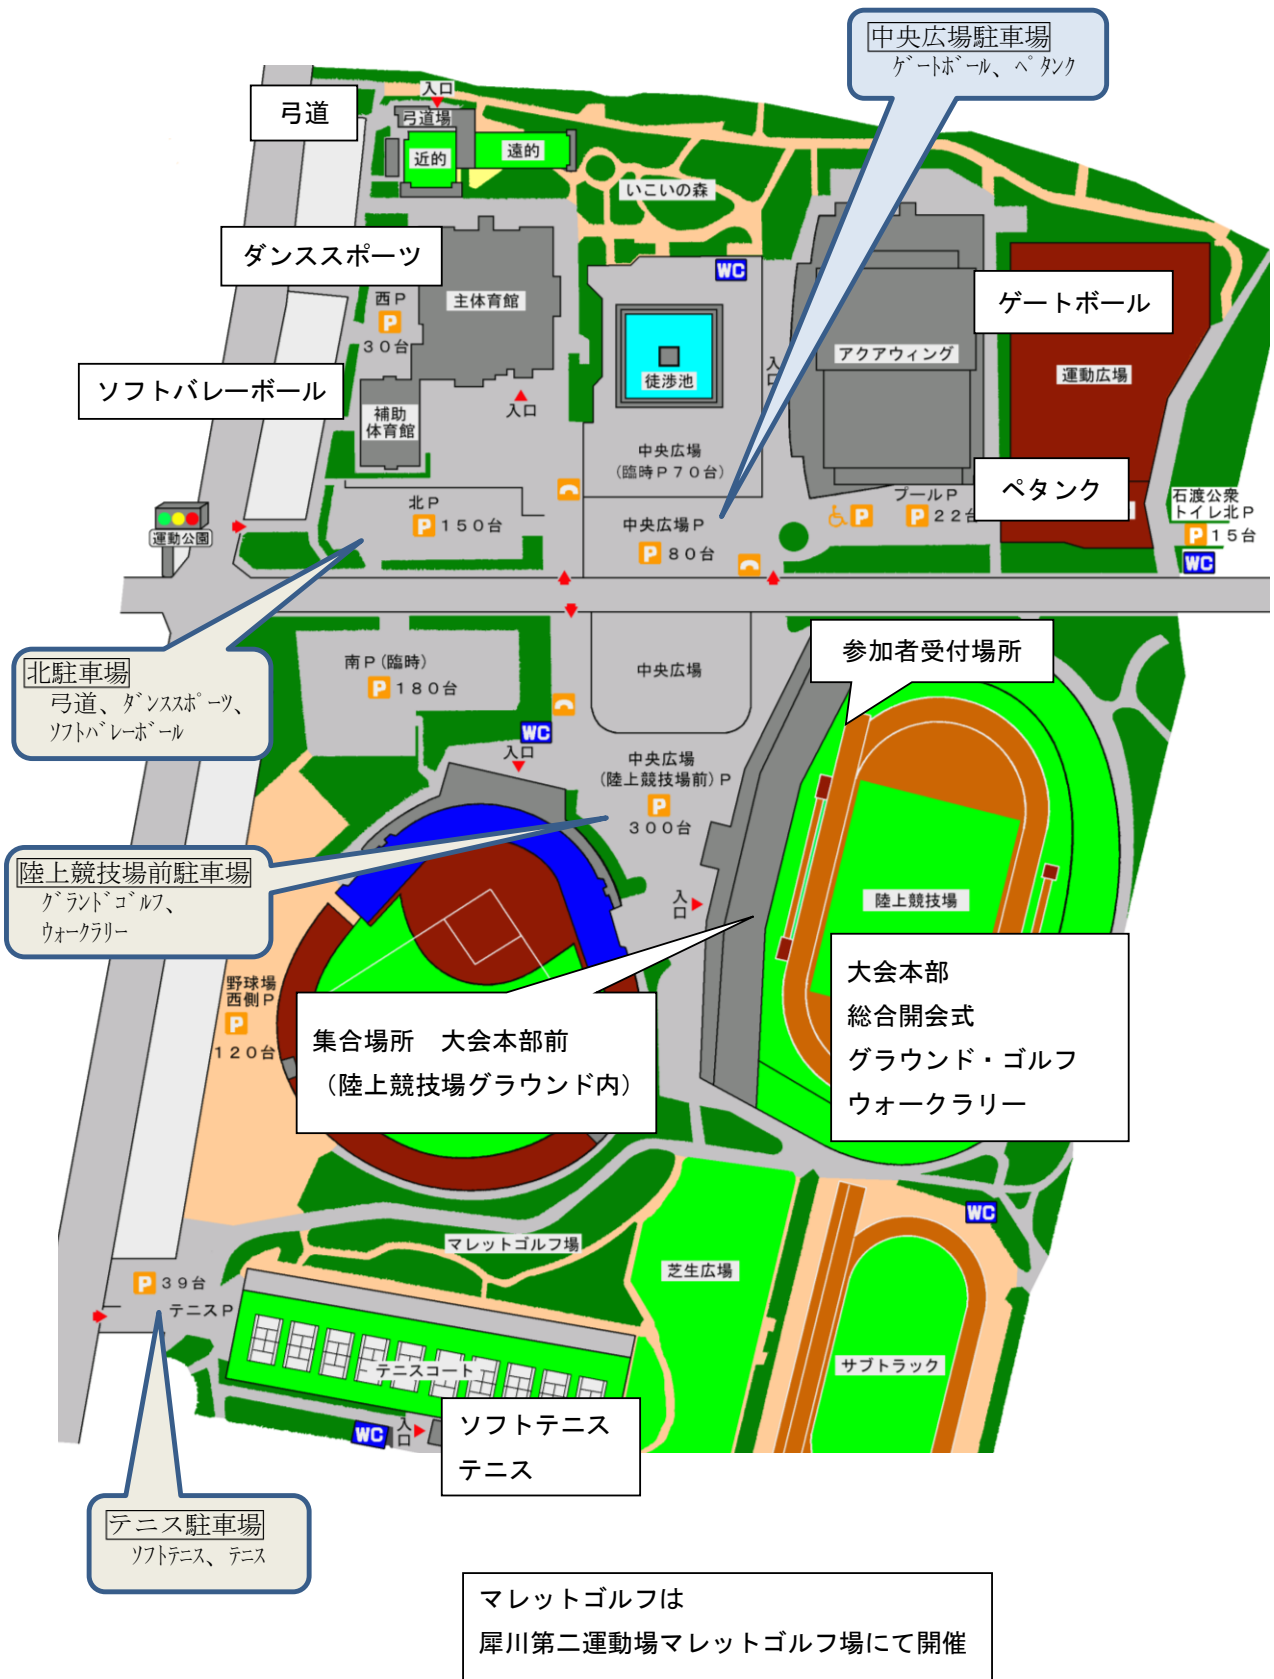 中央広場駐車場
ゲートボール、ペタンク
入口
弓道
弓道場
近的
遠的
いこいの森
ダンススポーツ
WC
西P
P
30台
主体育館
ゲートボール
アクアウィング
入口
徒渉池
運動広場
ソフトバレーボール
補助
体育館
入口
中央広場
(臨時P70台)
ペタンク
北P
P 150台
プールP
P
P 22台
中央広場P
P 80台
石渡公衆
トイレ北P
P 15台
WC
運動公園
北駐車場
弓道、ダンススポーツ、
ソフトバレーボール
南P(臨時)
P 180台
中央広場
参加者受付場所
WC
入口
中央広場
(陸上競技場前)P
P
300台
陸上競技場前駐車場
グランドゴルフ、
ウォークラリー
入口
陸上競技場
野球場
西側P
P
120台
集合場所 大会本部前
(陸上競技場グラウンド内)
大会本部
総合開会式
グラウンド・ゴルフ
ウォークラリー
WC
マレットゴルフ場
芝生広場
P 39台
テニスP
テニスコート
サブトラック
WC
入口
ソフトテニス
テニス
テニス駐車場
ソフトテニス、テニス
マレットゴルフは
犀川第二運動場マレットゴルフ場にて開催